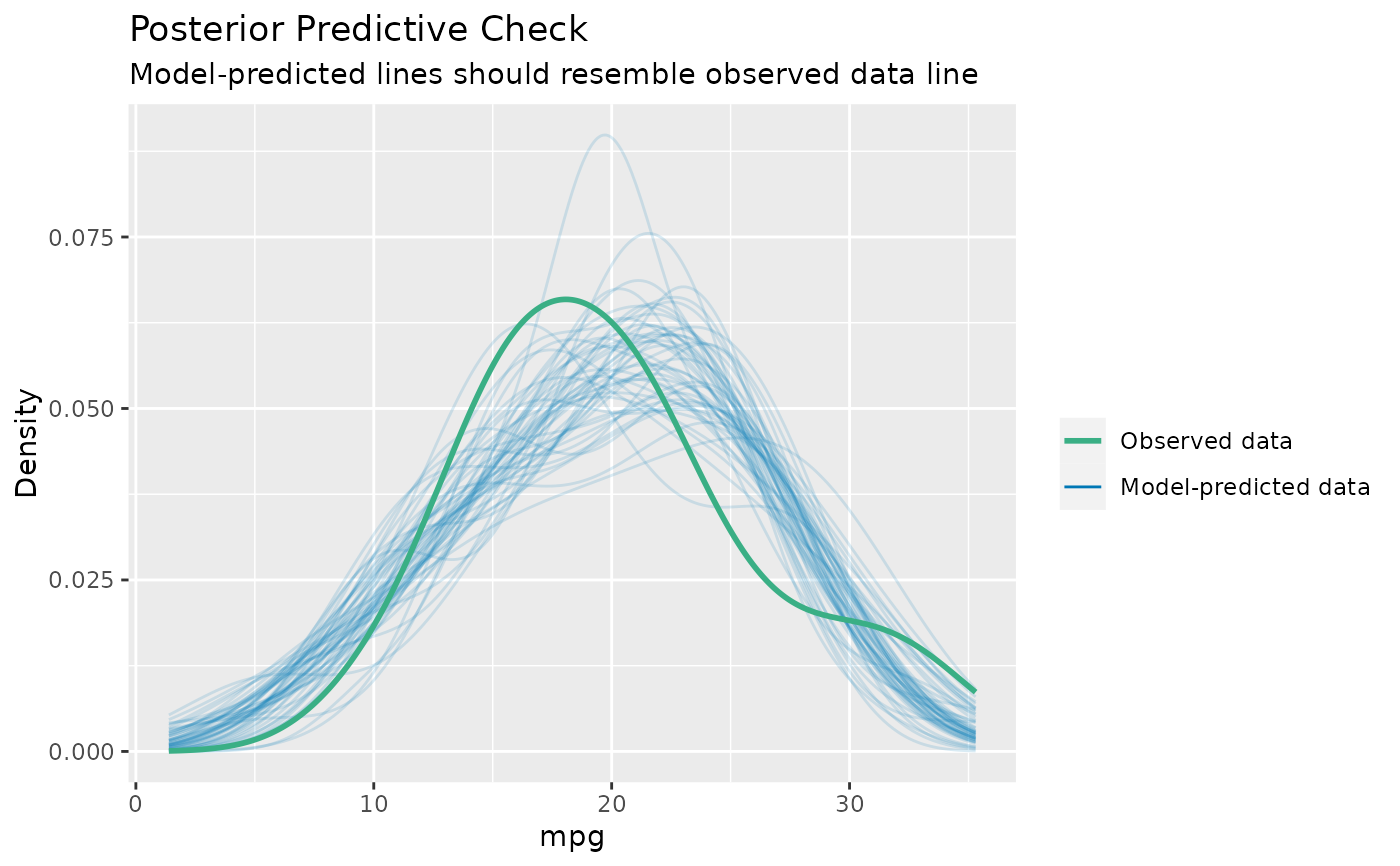 Posterior Predictive Check
Model-predicted lines should resemble observed data line
Density
0.075
0.050
0.025
0.000
0
10
20
30
mpg
Observed data
Model-predicted data